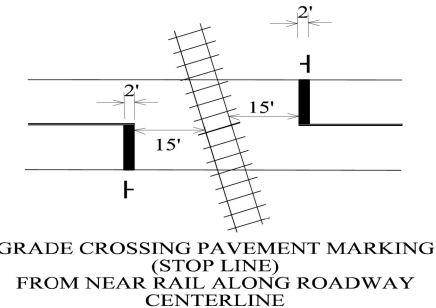 2'
2'
15'
15'
GRADE CROSSING PAVEMENT MARKING
(STOP LINE)
FROM NEAR RAIL ALONG ROADWAY
CENTERLINE